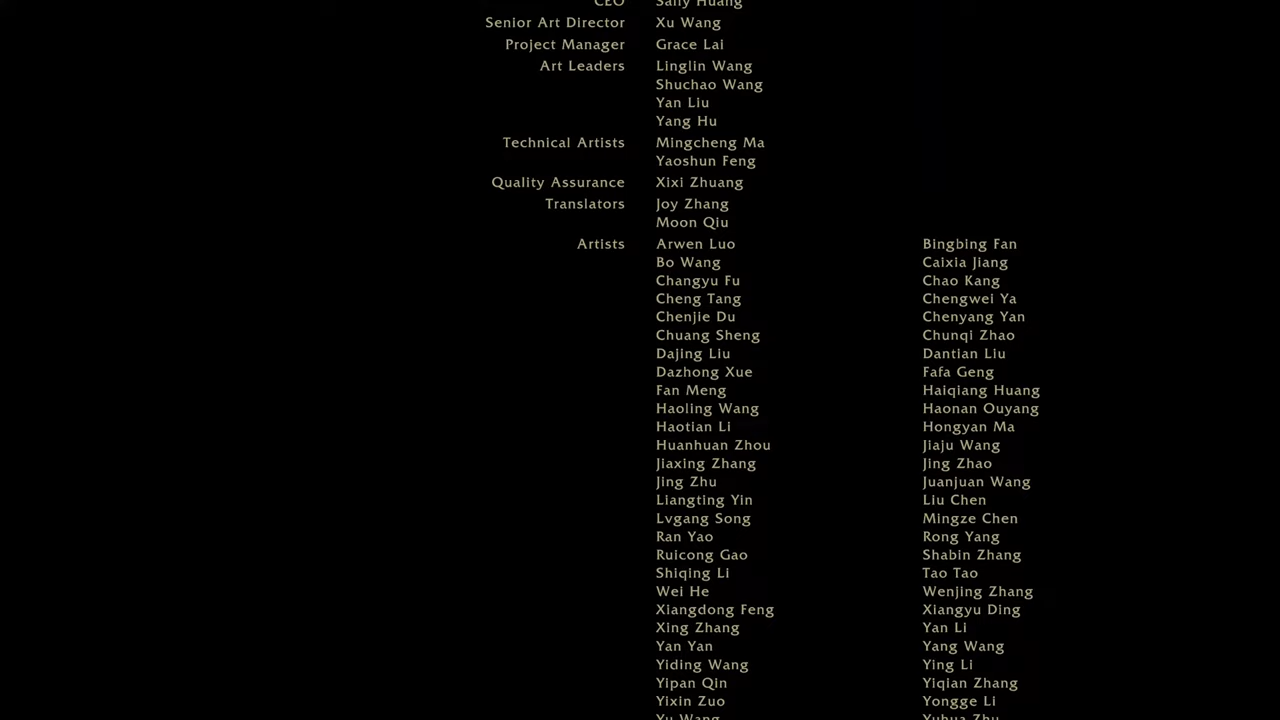 CEO Sally Huang
Senior Art Director Xu Wang
Project Manager Grace Lai
Art Leaders Linglin Wang
Shuchao Wang
Yan Liu
Yang Hu
Technical Artists Mingcheng Ma
Yaoshun Feng
Quality Assurance Xixi Zhuang
Translators Joy Zhang
Moon Qiu
Artists Arwen Luo Bingbing Fan
Bo Wang Caixia Jiang
Changyu Fu Chao Kang
Cheng Tang Chengwei Ya
Chenjie Du Chenyang Yan
Chuang Sheng Chunqi Zhao
Dajing Liu Dantian Liu
Dazhong Xue Fafa Geng
Fan Meng Haiqiang Huang
Haoling Wang Haonan Ouyang
Haotian Li Hongyan Ma
Huanhuan Zhou Jiaju Wang
Jiaxing Zhang Jing Zhao
Jing Zhu Juanjuan Wang
Liangting Yin Liu Chen
Lvgang Song Mingze Chen
Ran Yao Rong Yang
Ruicong Gao Shabin Zhang
Shiqing Li Tao Tao
Wei He Wenjing Zhang
Xiangdong Feng Xiangyu Ding
Xing Zhang Yan Li
Yan Yan Yang Wang
Yiding Wang Ying Li
Yipan Qin Yiqian Zhang
Yixin Zuo Yongge Li
Yu Wang Yuhua Zhu